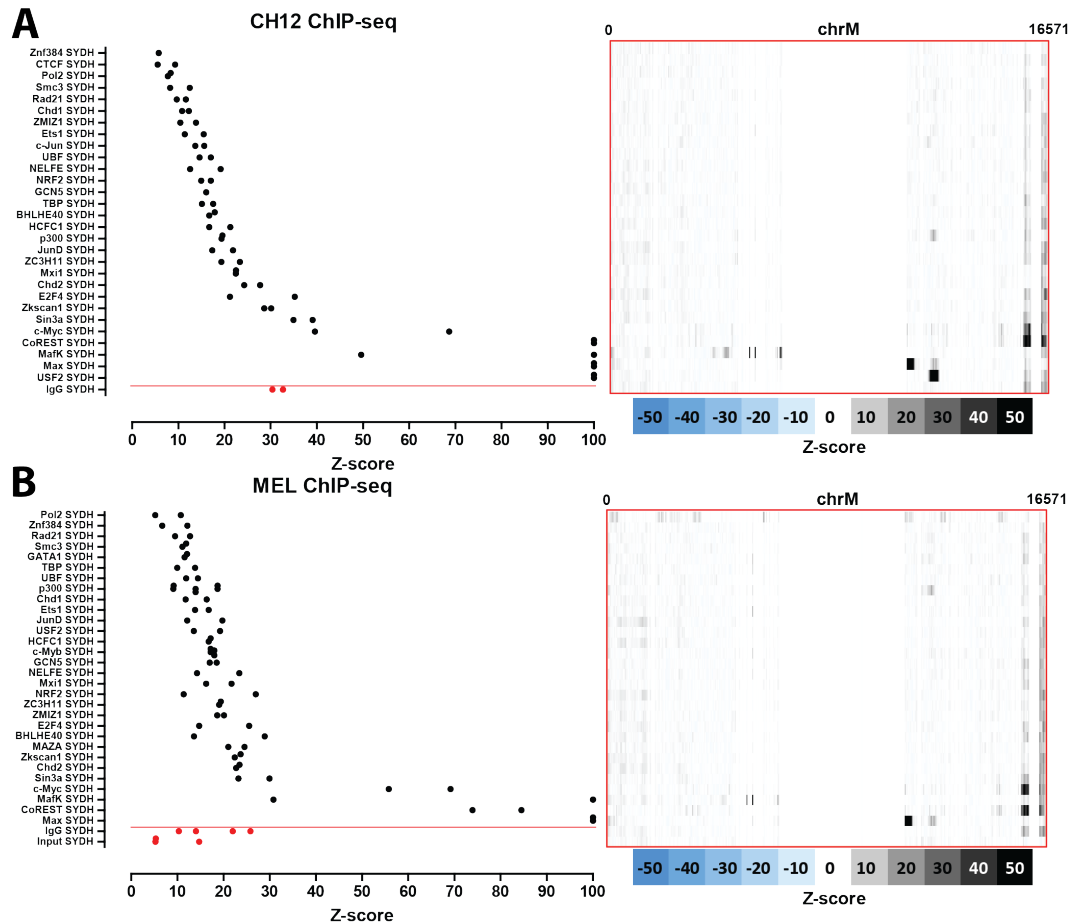 A
CH12 ChIP-seq
Znf384 SYDH
CTCF SYDH
Pol2 SYDH
Smc3 SYDH
Rad21 SYDH
Chd1 SYDH
ZMIZ1 SYDH
Ets1 SYDH
c-Jun SYDH
UBF SYDH
NELFE SYDH
NRF2 SYDH
GCN5 SYDH
TBP SYDH
BHLHE40 SYDH
HCFC1 SYDH
p300 SYDH
JunD SYDH
ZC3H11 SYDH
Mxi1 SYDH
Chd2 SYDH
E2F4 SYDH
Zkscan1 SYDH
Sin3a SYDH
c-Myc SYDH
CoREST SYDH
MafK SYDH
Max SYDH
USF2 SYDH
IgG SYDH
0 10 20 30 40 50 60 70 80 90 100
Z-score
0 chrM 16571
-50 -40 -30 -20 -10 0 10 20 30 40 50
Z-score
B
MEL ChIP-seq
Pol2 SYDH
Znf384 SYDH
Rad21 SYDH
Smc3 SYDH
GATA1 SYDH
TBP SYDH
UBF SYDH
p300 SYDH
Chd1 SYDH
Ets1 SYDH
JunD SYDH
USF2 SYDH
HCFC1 SYDH
c-Myb SYDH
GCN5 SYDH
NELFE SYDH
Mxi1 SYDH
NRF2 SYDH
ZC3H11 SYDH
ZMIZ1 SYDH
E2F4 SYDH
BHLHE40 SYDH
MAZA SYDH
Zkscan1 SYDH
Chd2 SYDH
Sin3a SYDH
c-Myc SYDH
MafK SYDH
CoREST SYDH
Max SYDH
IgG SYDH
Input SYDH
0 10 20 30 40 50 60 70 80 90 100
Z-score
0 chrM 16571
-50 -40 -30 -20 -10 0 10 20 30 40 50
Z-score